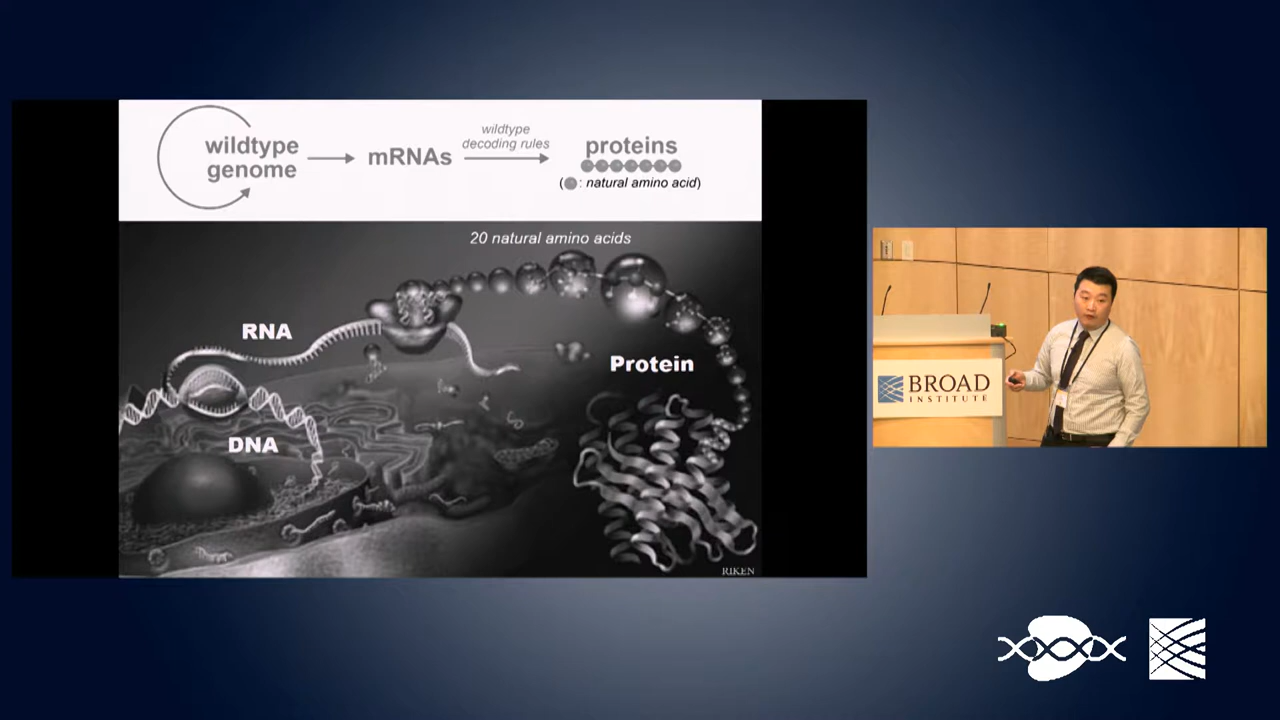 wildtype
genome
mRNAs
wildtype
decoding rules
proteins
( : natural amino acid)
20 natural amino acids
RNA
Protein
DNA
RIKEN
BROAD
INSTITUTE